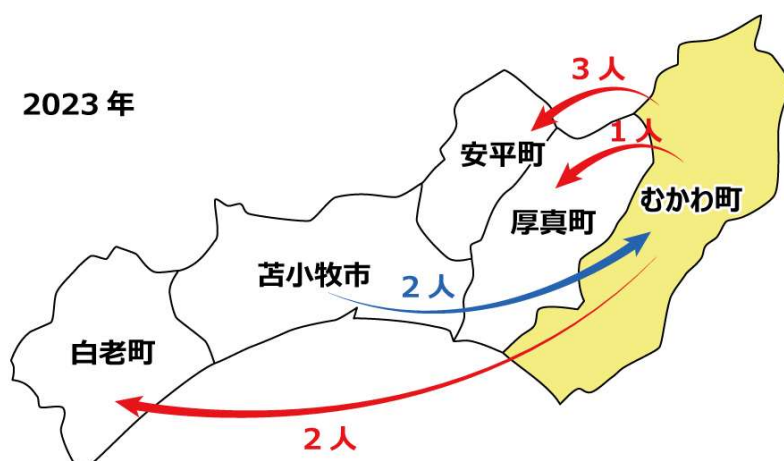 2023 年
3 人
1 人
安平町
むかわ町
厚真町
苫小牧市
2 人
白老町
2 人